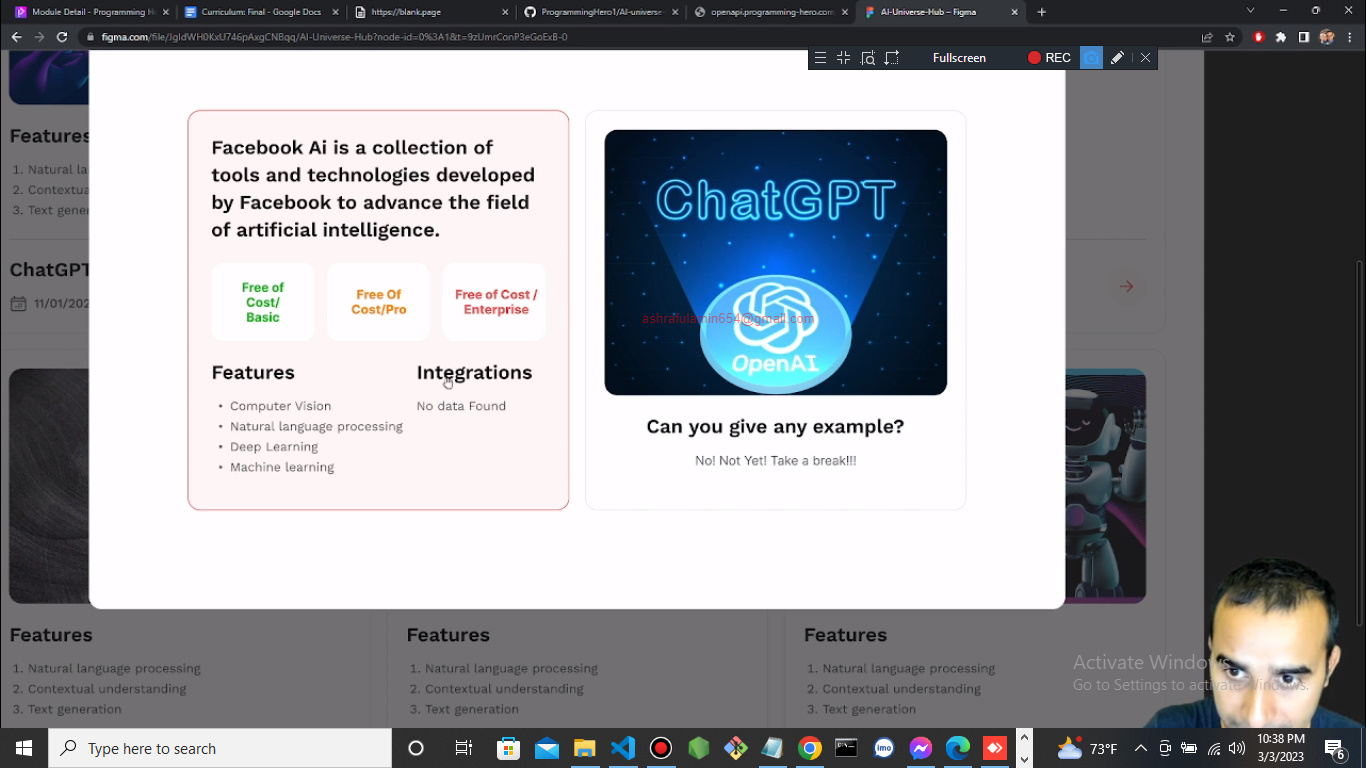 Module Detail - Programming H
Curriculum: Final - Google Docs
https://blank.page
ProgrammingHero1/AI-universe-
openapi.programming-hero.com
AI-Universe-Hub – Figma
figma.com/file/JgIdWH0KxU746pAxgCNBqq/AI-Universe-Hub?node-id=0%3A1&t=9zUmrConP3eGoExB-0
Fullscreen
REC
Features
1. Natural la
2. Contextua
3. Text gener
ChatGPT
11/01/202
Facebook Ai is a collection of
tools and technologies developed
by Facebook to advance the field
of artificial intelligence.
Free of
Cost/
Basic
Free Of
Cost/Pro
Free of Cost /
Enterprise
Features
• Computer Vision
• Natural language processing
• Deep Learning
• Machine learning
Integrations
No data Found
ChatGPT
OpenAI
ashrafulamin654@gmail.com
Can you give any example?
No! Not Yet! Take a break!!!
Features
1. Natural language processing
2. Contextual understanding
3. Text generation
Features
1. Natural language processing
2. Contextual understanding
3. Text generation
Features
1. Natural language processing
2. Contextual understanding
3. Text generation
Activate Windows
Go to Settings to activate Windows.
Type here to search
imo
73°F
10:38 PM
3/3/2023
6